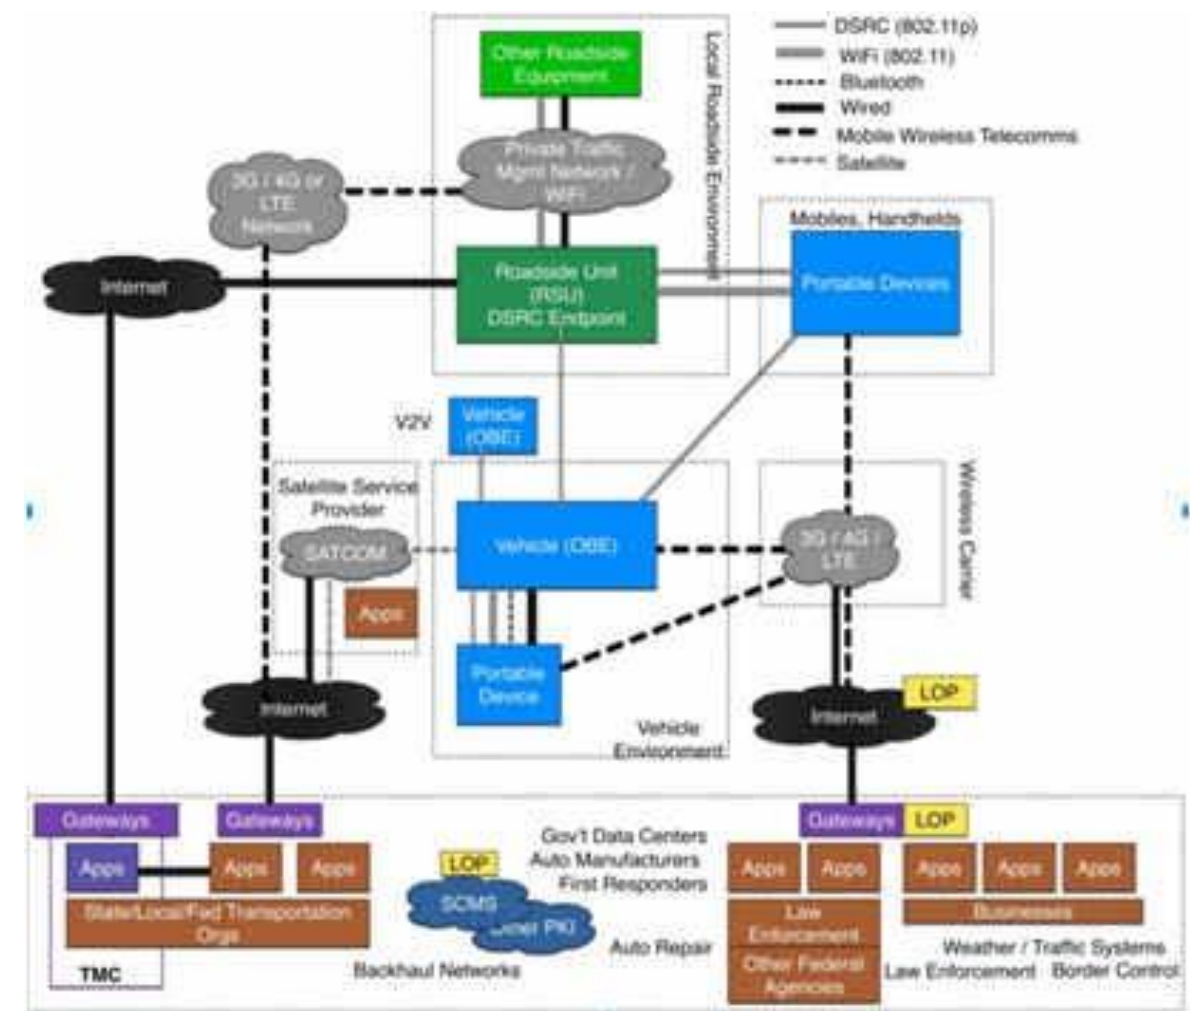 DSRC (802.11p)
WiFi (802.11)
Bluetooth
Wired
Mobile Wireless Telecomms
Satellite
Local Roadside Environment
Other Roadside
Equipment
Private Traffic
Mgmt Network /
WiFi
3G / 4G or
LTE
Network
Internet
Roadside Unit
(RSU)
DSRC Endpoint
Mobiles, Handhelds
Portable Devices
V2V
Vehicle
(OBE)
Satellite Service
Provider
SATCOM
Apps
Vehicle (OBE)
3G / 4G /
LTE
Wireless Carrier
Portable
Device
Vehicle
Environment
Internet
Internet
LOP
Gateways
Gateways
Gateways
LOP
Apps
Apps
Apps
State/Local/Fed Transportation
Orgs
TMC
LOP
SCMS
Other PKI
Backhaul Networks
Gov't Data Centers
Auto Manufacturers
First Responders
Auto Repair
Apps
Apps
Law
Enforcement
Other Federal
Agencies
Apps
Apps
Apps
Businesses
Weather / Traffic Systems
Law Enforcement
Border Control